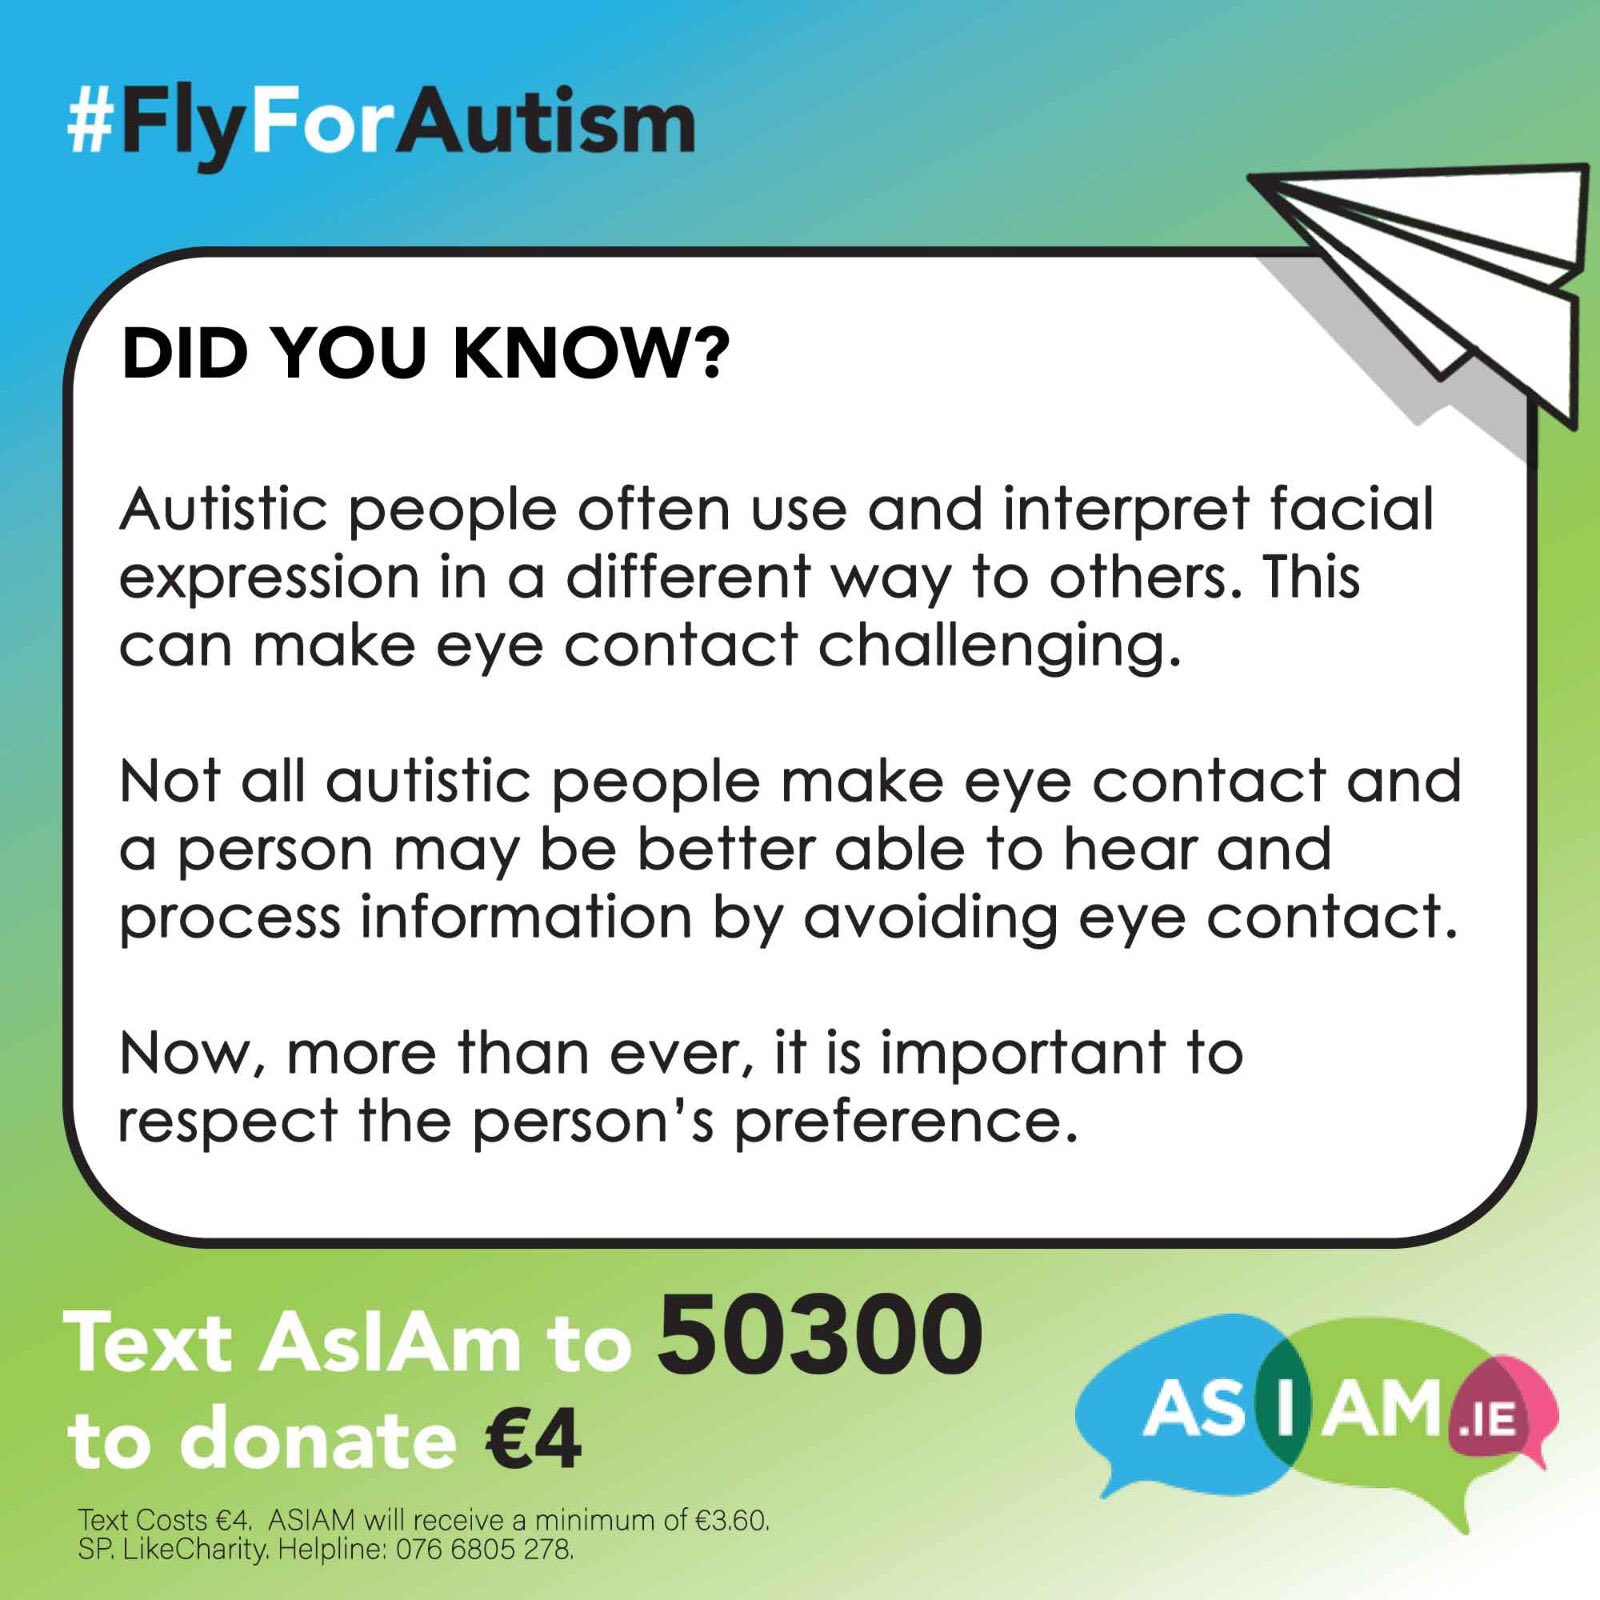 #FlyForAutism
DID YOU KNOW?
Autistic people often use and interpret facial
expression in a different way to others. This
can make eye contact challenging.
Not all autistic people make eye contact and
a person may be better able to hear and
process information by avoiding eye contact.
Now, more than ever, it is important to
respect the person’s preference.
Text AsIAm to 50300
to donate €4
Text Costs €4. ASIAM will receive a minimum of €3.60.
SP. LikeCharity. Helpline: 076 6805 278.
AS I AM .IE